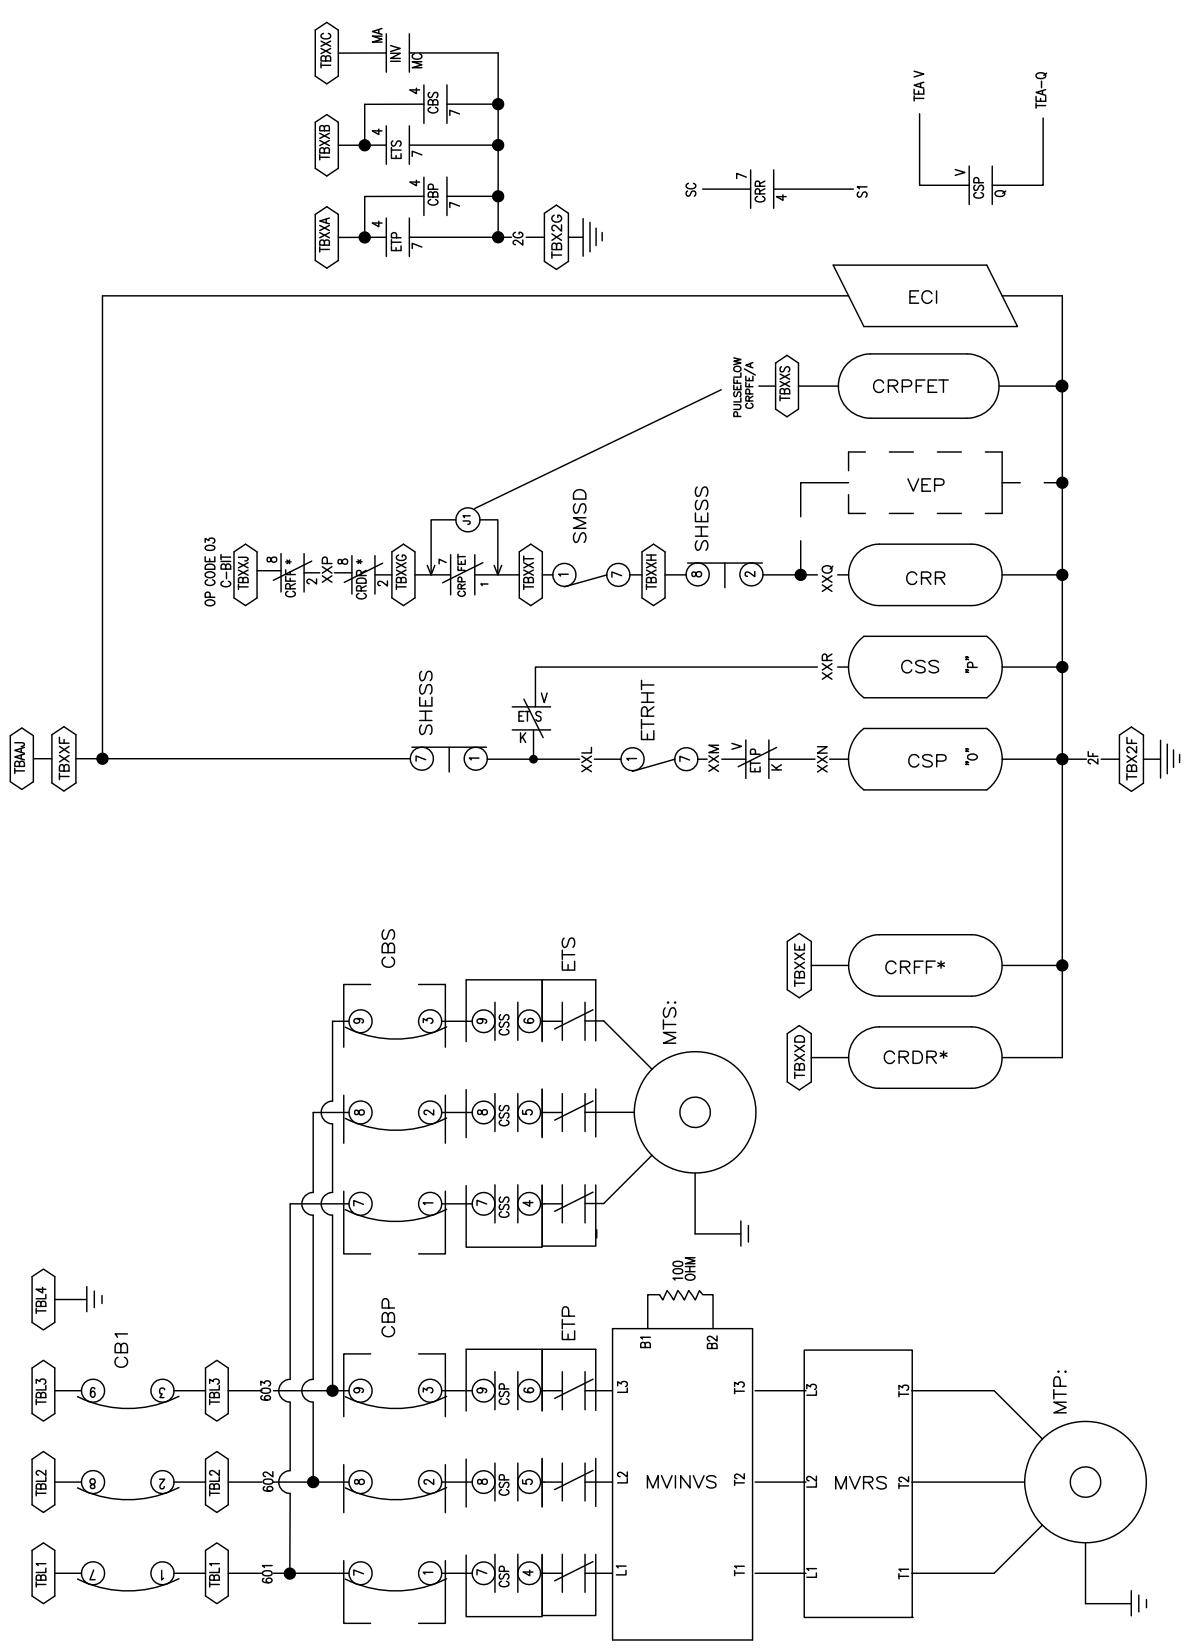 TBL1
TBL2
TBL3
TBL4
7
8
9
CB1
1
2
3
TBL1
TBL2
TBL3
601
602
603
7
8
9
CBP
7
8
9
CBS
1
2
3
1
2
3
7
8
9
7
8
9
CSP
CSP
CSP
CSS
CSS
CSS
4
5
6
ETP
4
5
6
ETS
L1
L2
L3
B1
B2
100
OHM
MVINVS
T1
T2
T3
MTS:
L1
L2
L3
MVRS
T1
T2
T3
MTP:
TBAAJ
TBXXF
SHESS
7
1
ETS
K
V
XXL
ETRHT
1
7
XXM
ETP
V
K
XXN
XXR
CSP
"O"
CSS
"P"
OP CODE 03
C-BIT
TBXXJ
8
CRFF*
2
XXP
8
CRDR*
2
TBXXG
7
CRPFET
1
J1
TBXXT
SMSD
1
7
TBXXH
SHESS
8
2
XXQ
CRR
VEP
PULSEFLOW
CRPFE/A
TBXXS
CRPFET
ECI
TBXXD
CRDR*
TBXXE
CRFF*
2F
TBX2F
TBXXA
TBXXB
TBXXC
4
ETP
7
4
CBP
7
4
ETS
7
4
CBS
7
MA
INV
MC
2G
TBX2G
SC
7
CRR
4
S1
TEA V
V
CSP
Q
TEA-Q